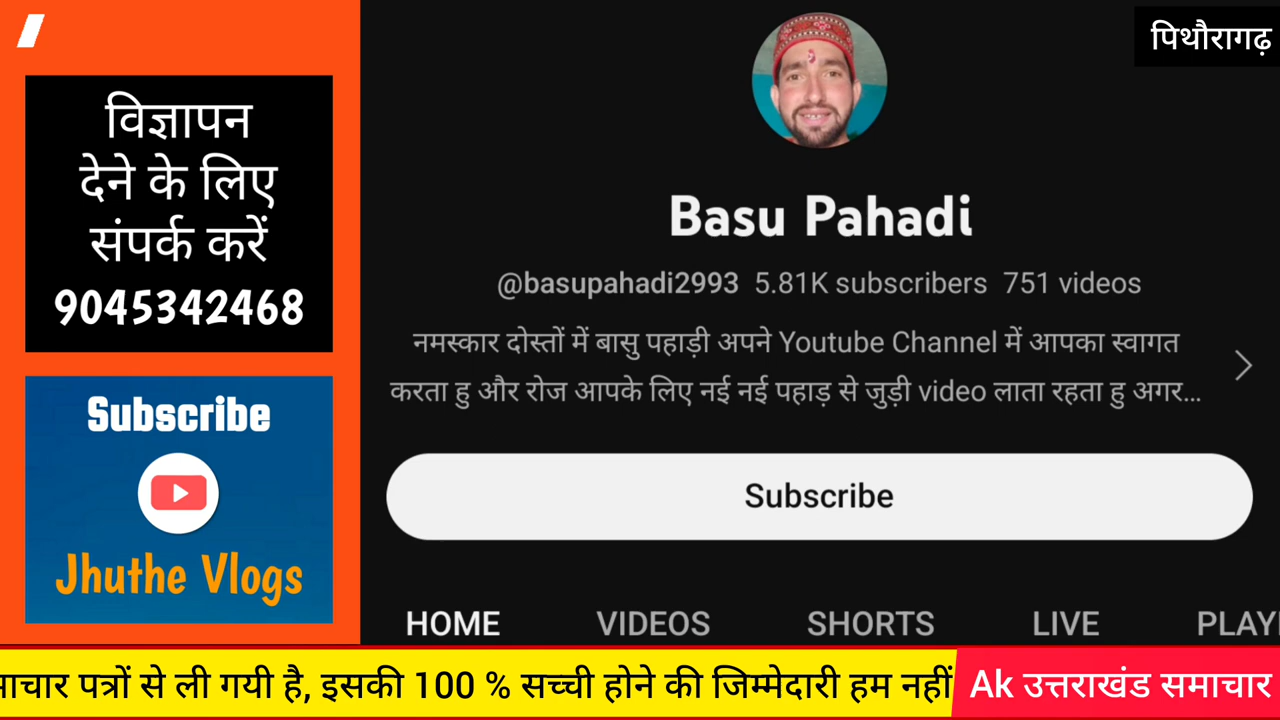 पिथौरागढ़
विज्ञापन
देने के लिए
संपर्क करें
9045342468
Subscribe
Jhuthe Vlogs
Basu Pahadi
@basupahadi2993 5.81K subscribers 751 videos
नमस्कार दोस्तों में बासु पहाड़ी अपने Youtube Channel में आपका स्वागत
करता हु और रोज आपके लिए नई नई पहाड़ से जुड़ी video लाता रहता हु अगर...
Subscribe
HOME VIDEOS SHORTS LIVE PLAY
पत्रों से ली गयी है, इसकी 100 % सच्ची होने की जिम्मेदारी हम नहीं
Ak उत्तराखंड समाचार